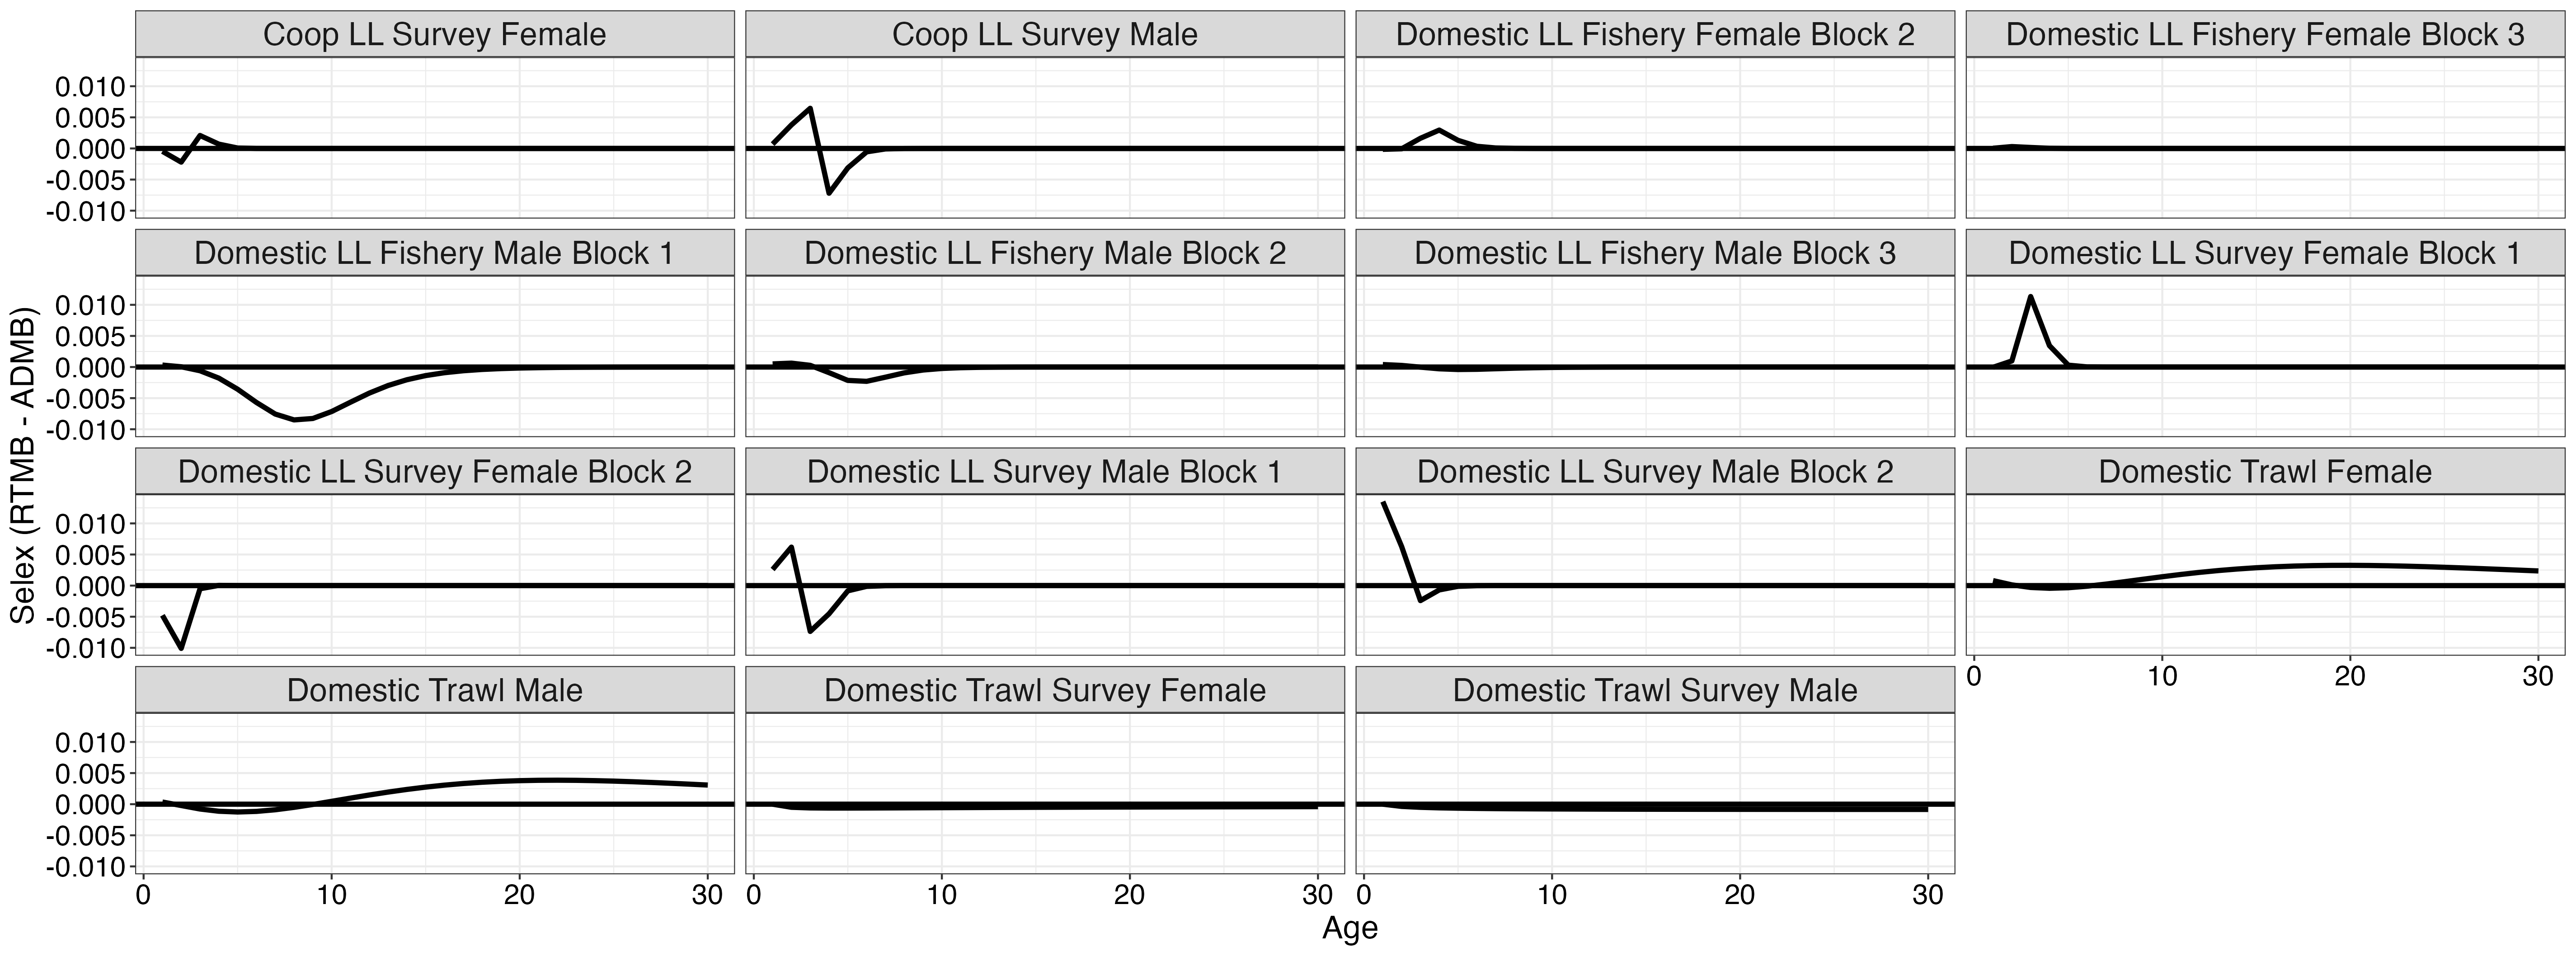 Coop LL Survey Female
Coop LL Survey Male
Domestic LL Fishery Female Block 2
Domestic LL Fishery Female Block 3
0.010
0.005
0.000
-0.005
-0.010
Domestic LL Fishery Male Block 1
Domestic LL Fishery Male Block 2
Domestic LL Fishery Male Block 3
Domestic LL Survey Female Block 1
0.010
0.005
0.000
-0.005
-0.010
Selex (RTMB - ADMB)
Domestic LL Survey Female Block 2
Domestic LL Survey Male Block 1
Domestic LL Survey Male Block 2
Domestic Trawl Female
0.010
0.005
0.000
-0.005
-0.010
0 10 20 30
Domestic Trawl Male
Domestic Trawl Survey Female
Domestic Trawl Survey Male
0.010
0.005
0.000
-0.005
-0.010
0 10 20 30
0 10 20 30
0 10 20 30
Age